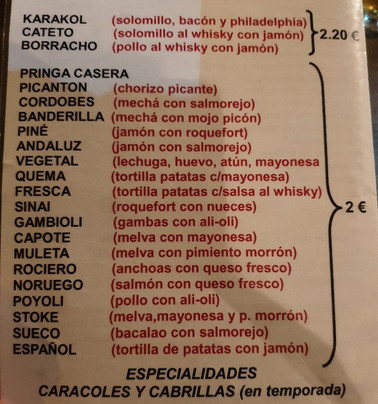 KARAKOL (solomillo, bacón y philadelphia)
CATETO (solomillo al whisky con jamón) 2.20 €
BORRACHO (pollo al whisky con jamón)
PRINGA CASERA
PICANTON (chorizo picante)
CORDOBES (mechá con salmorejo)
BANDERILLA (mechá con mojo picón)
PINÉ (jamón con roquefort)
ANDALUZ (jamón con salmorejo)
VEGETAL (lechuga, huevo, atún, mayonesa
QUEMA (tortilla patatas c/mayonesa)
FRESCA (tortilla patatas c/salsa al whisky)
SINAI (roquefort con nueces) 2 €
GAMBIOLI (gambas con ali-oli)
CAPOTE (melva con mayonesa)
MULETA (melva con pimiento morrón)
ROCIERO (anchoas con queso fresco)
NORUEGO (salmón con queso fresco)
POYOLI (pollo con ali-oli)
STOKE (melva,mayonesa y p. morrón)
SUECO (bacalao con salmorejo)
ESPAÑOL (tortilla de patatas con jamón)
ESPECIALIDADES
CARACOLES Y CABRILLAS (en temporada)